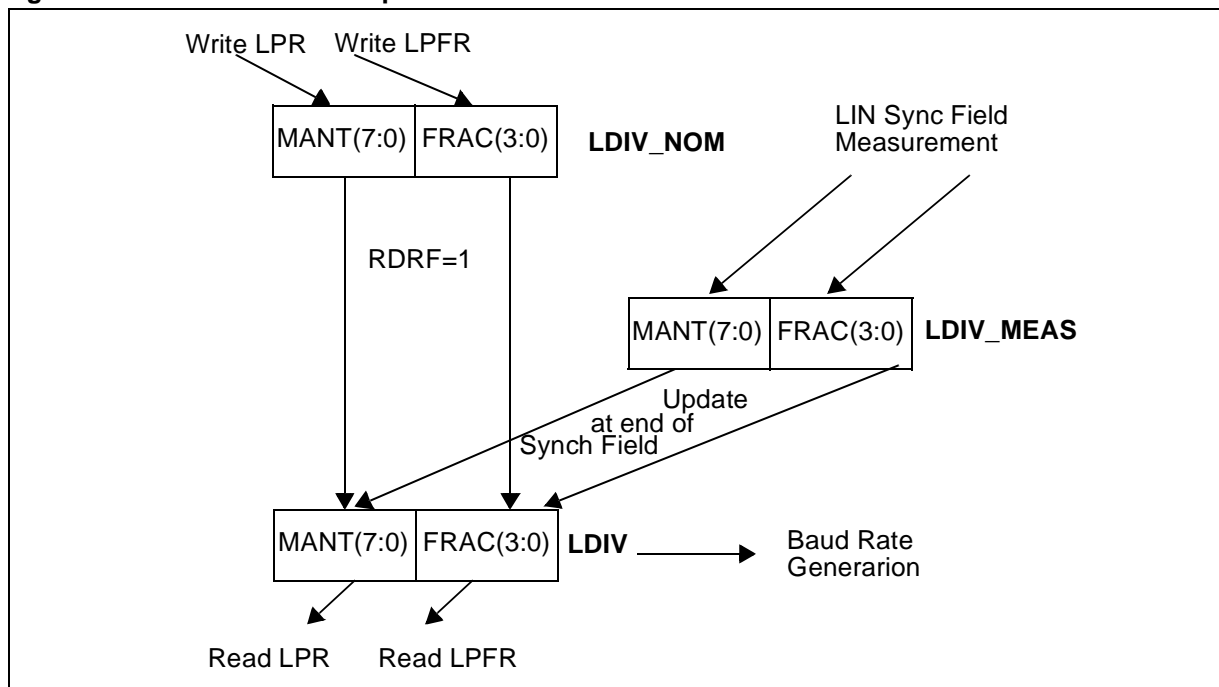 Write LPR Write LPFR
MANT(7:0) FRAC(3:0) LDIV_NOM
LIN Sync Field
Measurement
RDRF=1
MANT(7:0) FRAC(3:0) LDIV_MEAS
Update
at end of
Synch Field
MANT(7:0) FRAC(3:0) LDIV
Baud Rate
Generarion
Read LPR Read LPFR